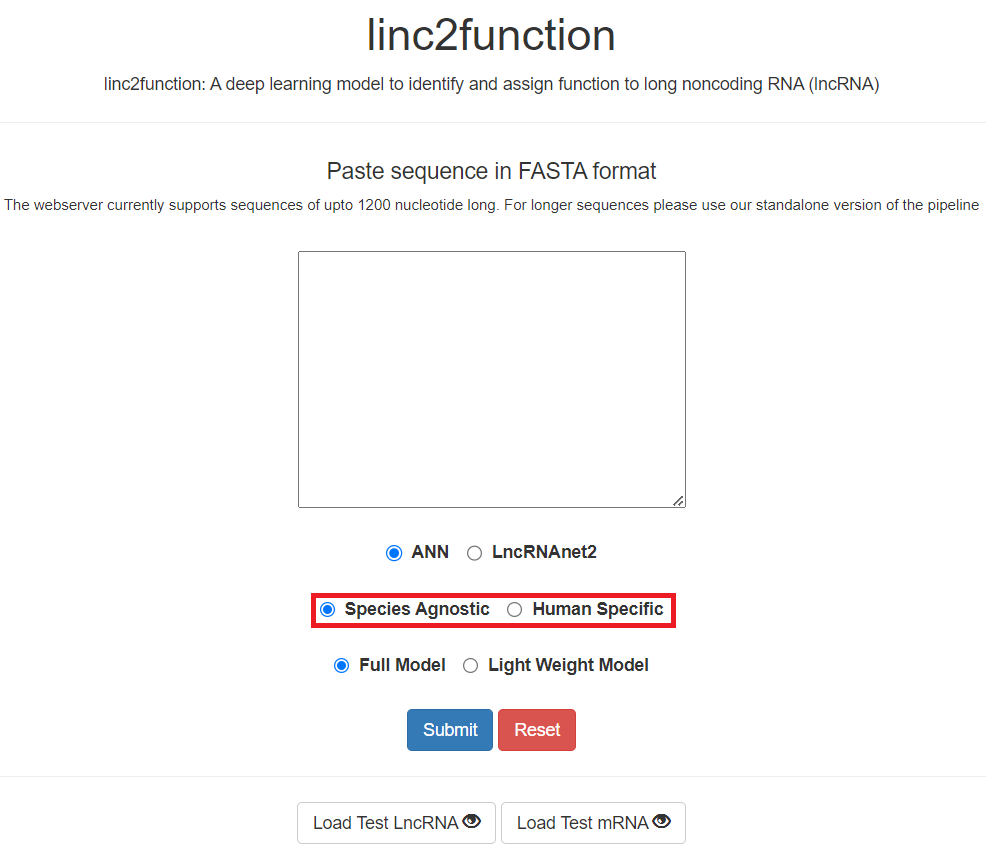 linc2function
linc2function: A deep learning model to identify and assign function to long noncoding RNA (lncRNA)
Paste sequence in FASTA format
The webserver currently supports sequences of upto 1200 nucleotide long. For longer sequences please use our standalone version of the pipeline
ANN LncRNAnet2
Species Agnostic Human Specific
Full Model Light Weight Model
Submit Reset
Load Test LncRNA Load Test mRNA